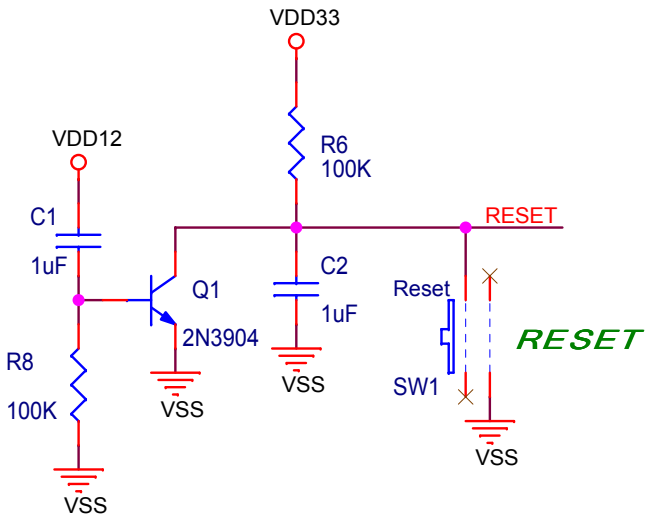 VDD33
VDD12
R6
100K
C1
1uF
RESET
Q1
2N3904
C2
1uF
Reset
SW1
RESET
R8
100K
VSS
VSS
VSS
VSS